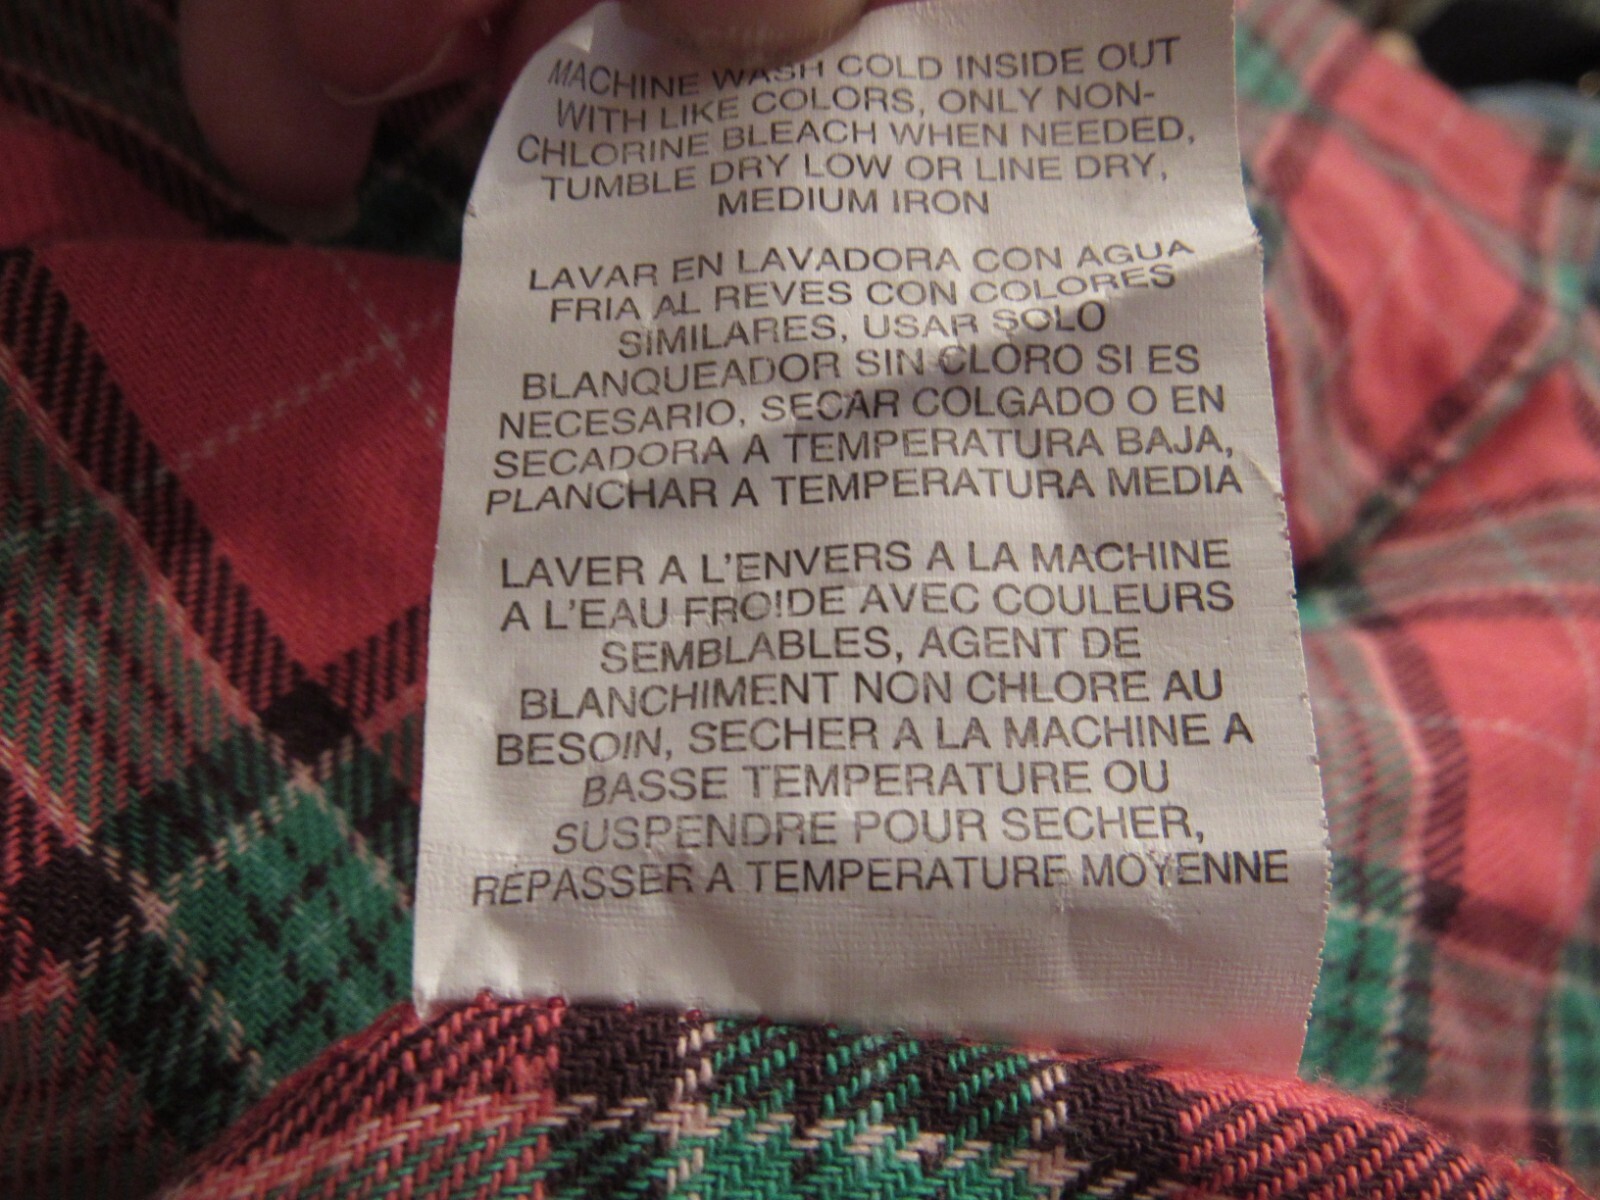 MACHINE WASH COLD INSIDE OUT
WITH LIKE COLORS, ONLY NON-
CHLORINE BLEACH WHEN NEEDED,
TUMBLE DRY LOW OR LINE DRY,
MEDIUM IRON
LAVAR EN LAVADORA CON AGUA
FRIA AL REVES CON COLORES
SIMILARES, USAR SOLO
BLANQUEADOR SIN CLORO SI ES
NECESARIO, SECAR COLGADO O EN
SECADORA A TEMPERATURA BAJA,
PLANCHAR A TEMPERATURA MEDIA
LAVER A L'ENVERS A LA MACHINE
A L'EAU FROIDE AVEC COULEURS
SEMBLABLES, AGENT DE
BLANCHIMENT NON CHLORE AU
BESOIN, SECHER A LA MACHINE A
BASSE TEMPERATURE OU
SUSPENDRE POUR SECHER,
REPASSER A TEMPERATURE MOYENNE